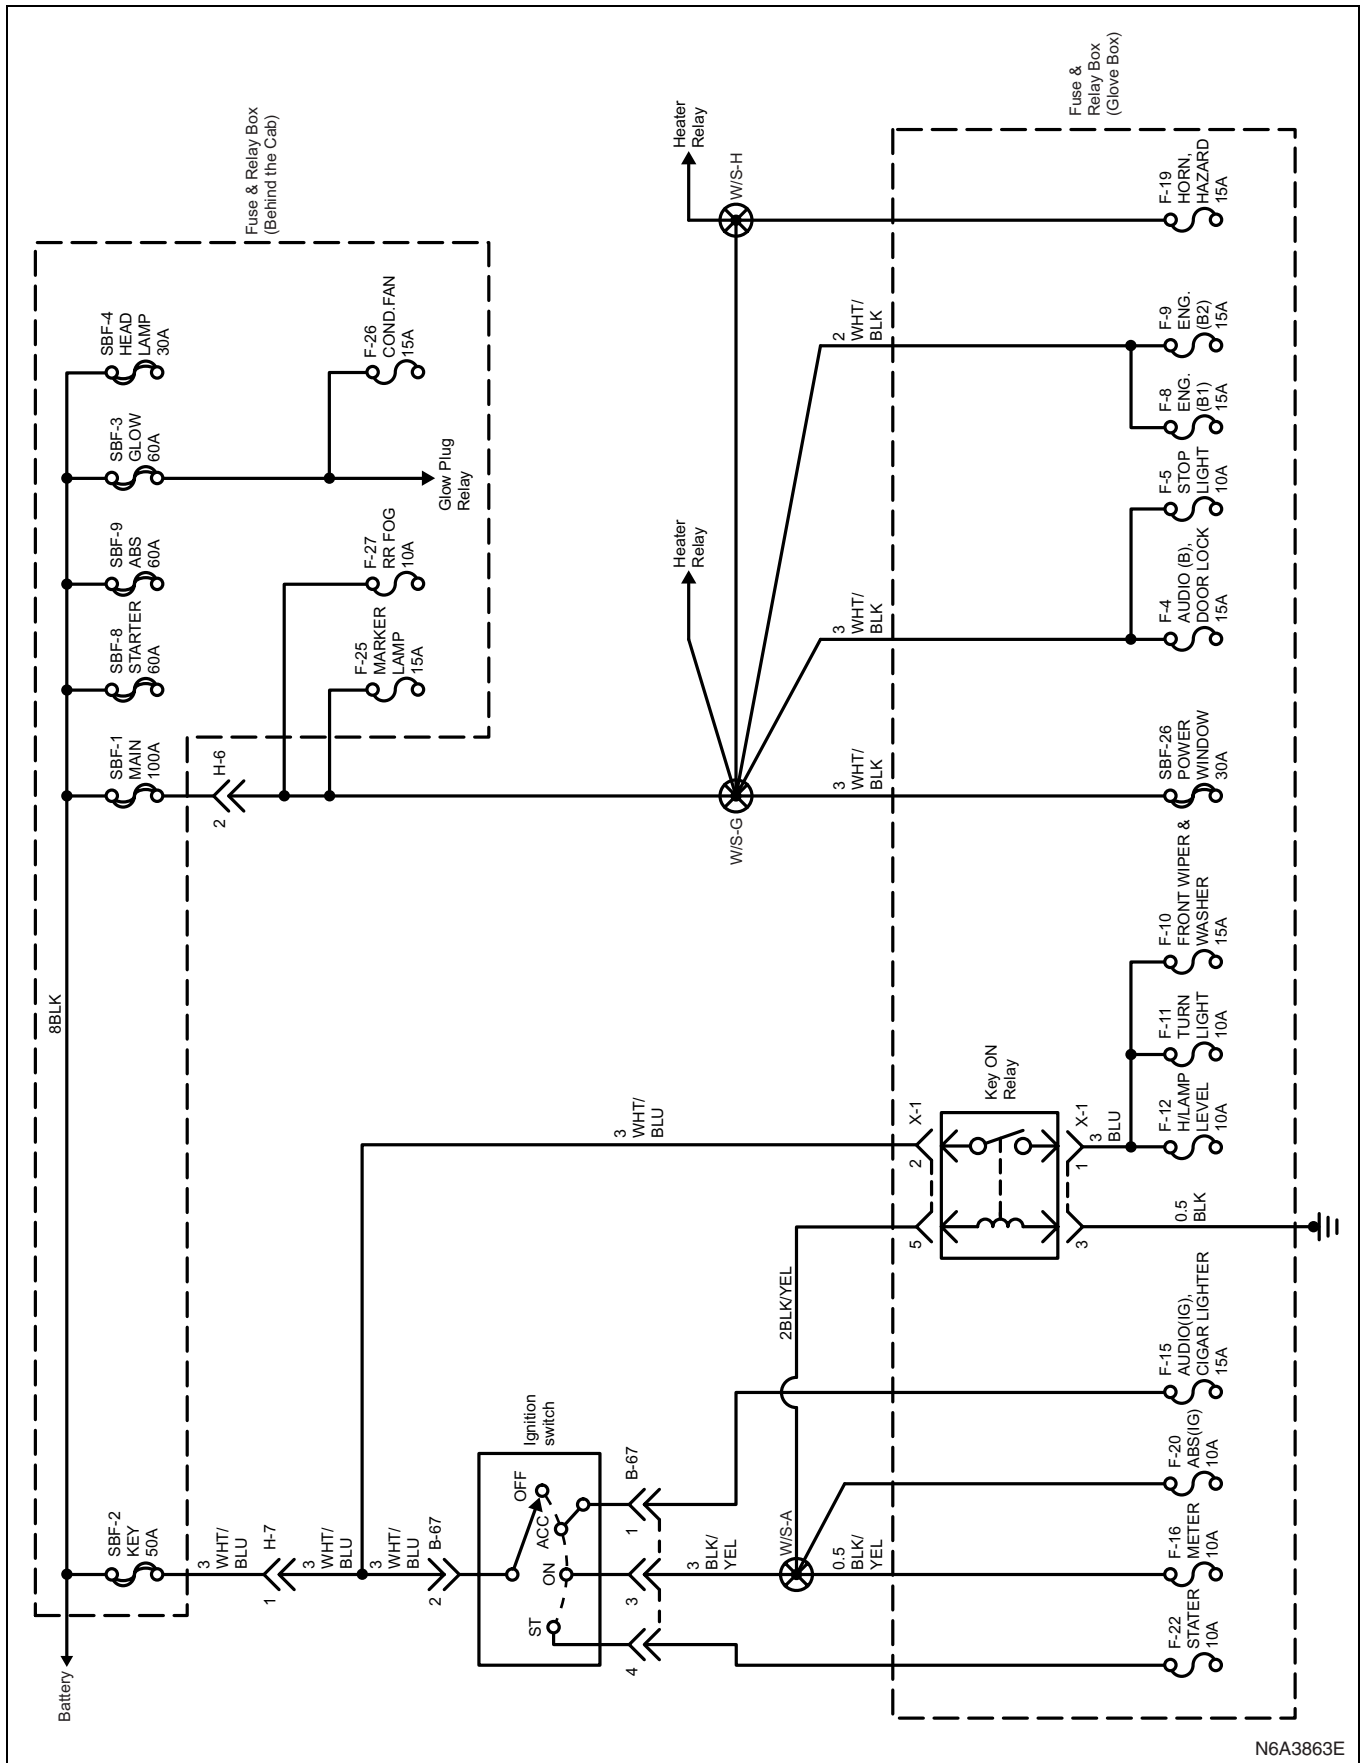 Battery
8BLK
Fuse & Relay Box
(Behind the Cab)
SBF-2
KEY
50A
SBF-1
MAIN
100A
SBF-8
STARTER
60A
SBF-9
ABS
60A
SBF-3
GLOW
60A
SBF-4
HEAD
LAMP
30A
3
WHT/
BLU
H-7
1
3
WHT/
BLU
3
WHT/
BLU
B-67
2
H-6
2
F-25
MARKER
LAMP
15A
F-27
RR FOG
10A
F-26
COND.FAN
15A
Glow Plug
Relay
Ignition
switch
ST
ON
ACC
OFF
4
3
1
B-67
3
BLK/
YEL
W/S-A
0.5
BLK/
YEL
2BLK/YEL
3
WHT/
BLU
W/S-G
Heater
Relay
W/S-H
Heater
Relay
3
WHT/
BLK
3
WHT/
BLK
2
WHT/
BLK
Fuse &
Relay Box
(Glove Box)
5
2
X-1
Key ON
Relay
3
1
X-1
3
BLU
0.5
BLK
F-22
STATER
10A
F-16
METER
10A
F-20
ABS(IG)
10A
F-15
AUDIO(IG),
CIGAR LIGHTER
15A
F-12
H/LAMP
LEVEL
10A
F-11
TURN
LIGHT
10A
F-10
FRONT WIPER &
WASHER
15A
SBF-26
POWER
WINDOW
30A
F-4
AUDIO (B),
DOOR LOCK
15A
F-5
STOP
LIGHT
10A
F-8
ENG.
(B1)
15A
F-9
ENG.
(B2)
15A
F-19
HORN,
HAZARD
15A
N6A3863E